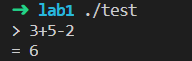 ➜ lab1 ./test
> 3+5-2
= 6